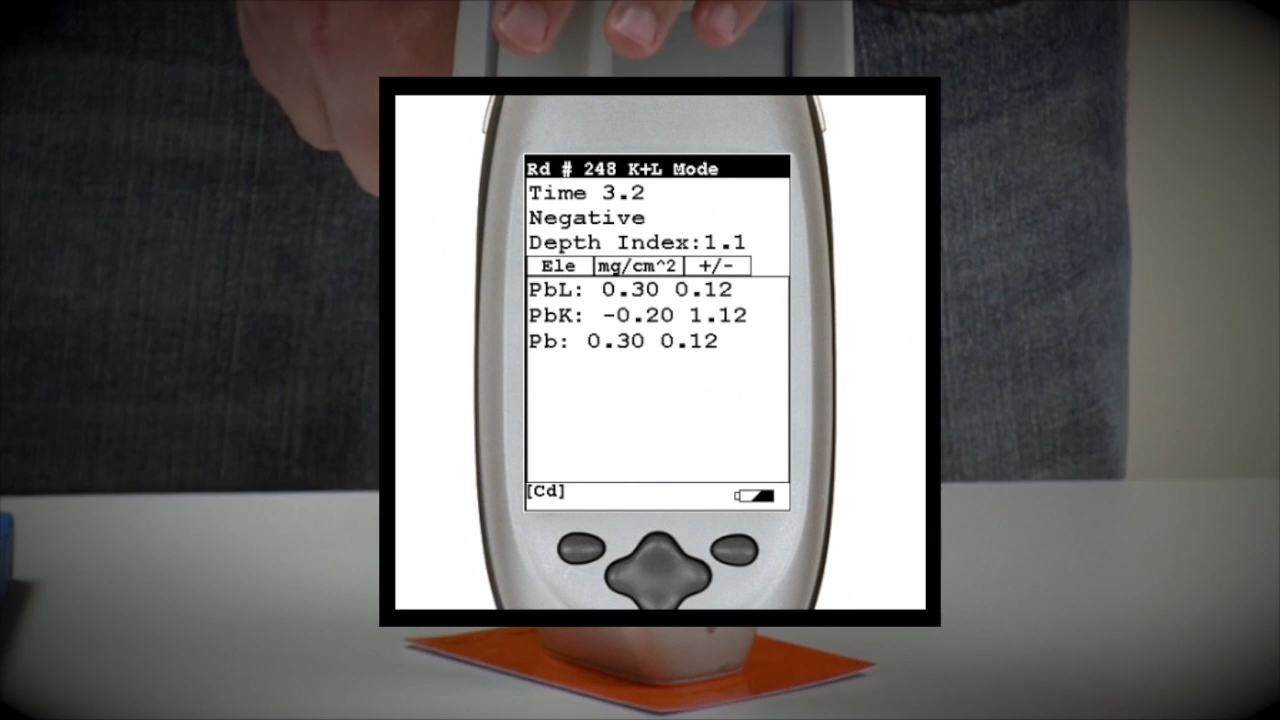 Rd # 248 K+L Mode
Time 3.2
Negative
Depth Index:1.1
Ele mg/cm^2 +/-
PbL: 0.30 0.12
PbK: -0.20 1.12
Pb: 0.30 0.12
[Cd]